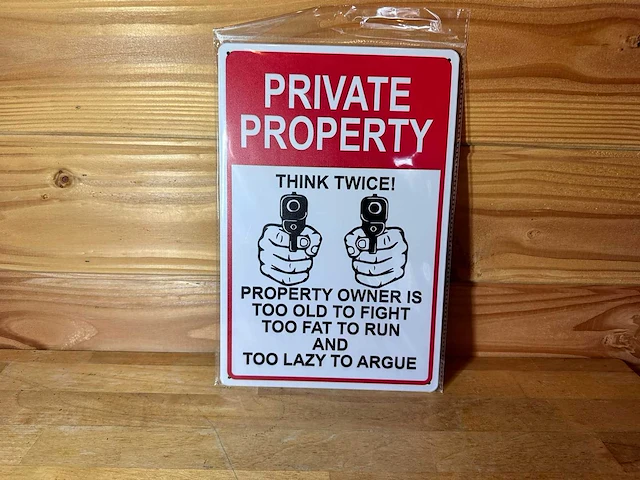 PRIVATE
PROPERTY
THINK TWICE!
PROPERTY OWNER IS
TOO OLD TO FIGHT
TOO FAT TO RUN
AND
TOO LAZY TO ARGUE